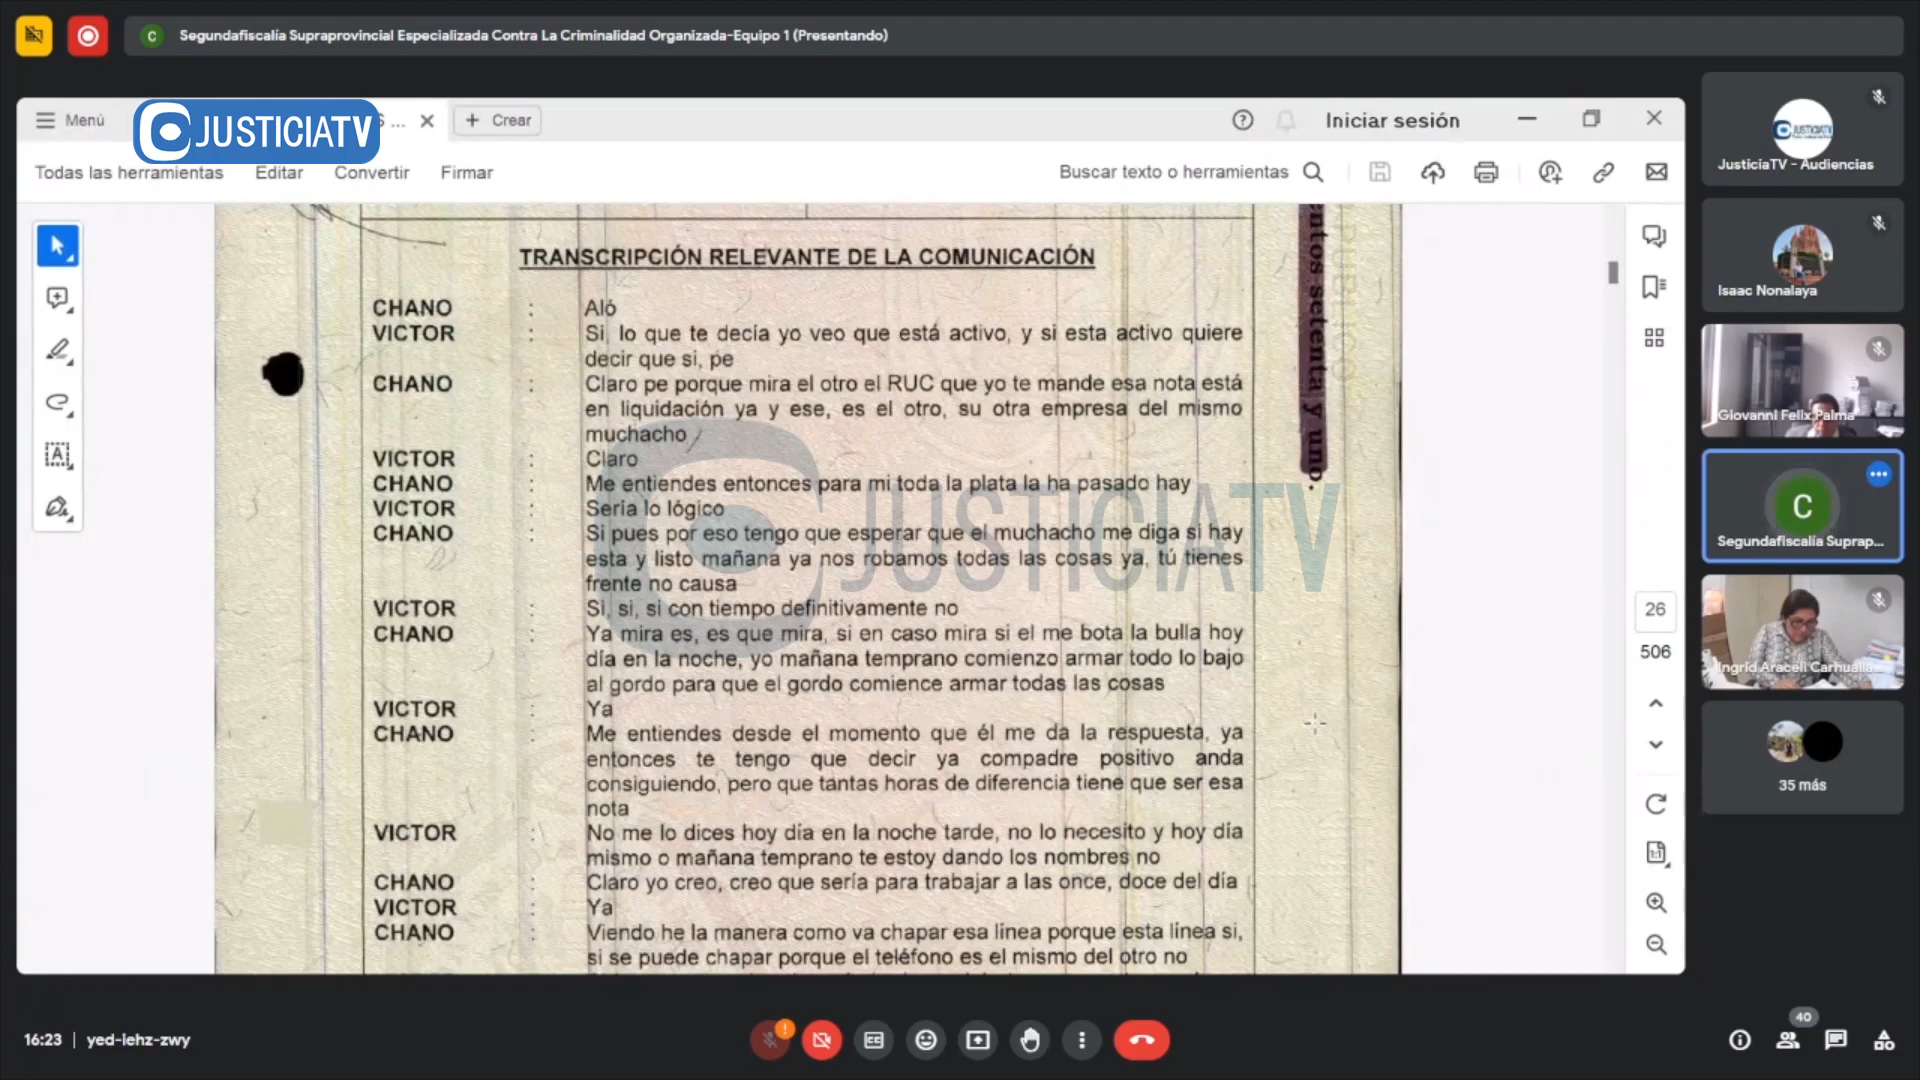 Segundafiscalía Supraprovincial Especializada Contra La Criminalidad Organizada-Equipo 1 (Presentando)
Menú
JUSTICIATV
S ...
Crear
Iniciar sesión
Todas las herramientas
Editar
Convertir
Firmar
Buscar texto o herramientas
TRANSCRIPCIÓN RELEVANTE DE LA COMUNICACIÓN
CHANO : Aló
VICTOR : Si, lo que te decía yo veo que está activo, y si esta activo quiere
decir que si, pe
CHANO : Claro pe porque mira el otro el RUC que yo te mande esa nota está
en liquidación ya y ese, es el otro, su otra empresa del mismo
muchacho
VICTOR : Claro
CHANO : Me entiendes entonces para mi toda la plata la ha pasado hay
VICTOR : Sería lo lógico
CHANO : Si pues por eso tengo que esperar que el muchacho me diga si hay
esta y listo mañana ya nos robamos todas las cosas ya, tú tienes
frente no causa
VICTOR : Si, si, si con tiempo definitivamente no
CHANO : Ya mira es, es que mira, si en caso mira si el me bota la bulla hoy
día en la noche, yo mañana temprano comienzo armar todo lo bajo
al gordo para que el gordo comience armar todas las cosas
VICTOR : Ya
CHANO : Me entiendes desde el momento que él me da la respuesta, ya
entonces te tengo que decir ya compadre positivo anda
consiguiendo, pero que tantas horas de diferencia tiene que ser esa
nota
VICTOR : No me lo dices hoy día en la noche tarde, no lo necesito y hoy día
mismo o mañana temprano te estoy dando los nombres no
CHANO : Claro yo creo, creo que sería para trabajar a las once, doce del día
VICTOR : Ya
CHANO : Viendo he la manera como va chapar esa línea porque esta línea si,
si se puede chapar porque el teléfono es el mismo del otro no
entos setenta y uno.
JUSTICIATV
26
506
JUSTICIATV
JusticiaTV - Audiencias
Isaac Nonalaya
Giovanni Felix Palma
C
Segundafiscalía Suprap...
Ingrid Araceli Carhualla
35 más
16:23 | yed-iehz-zwy
40